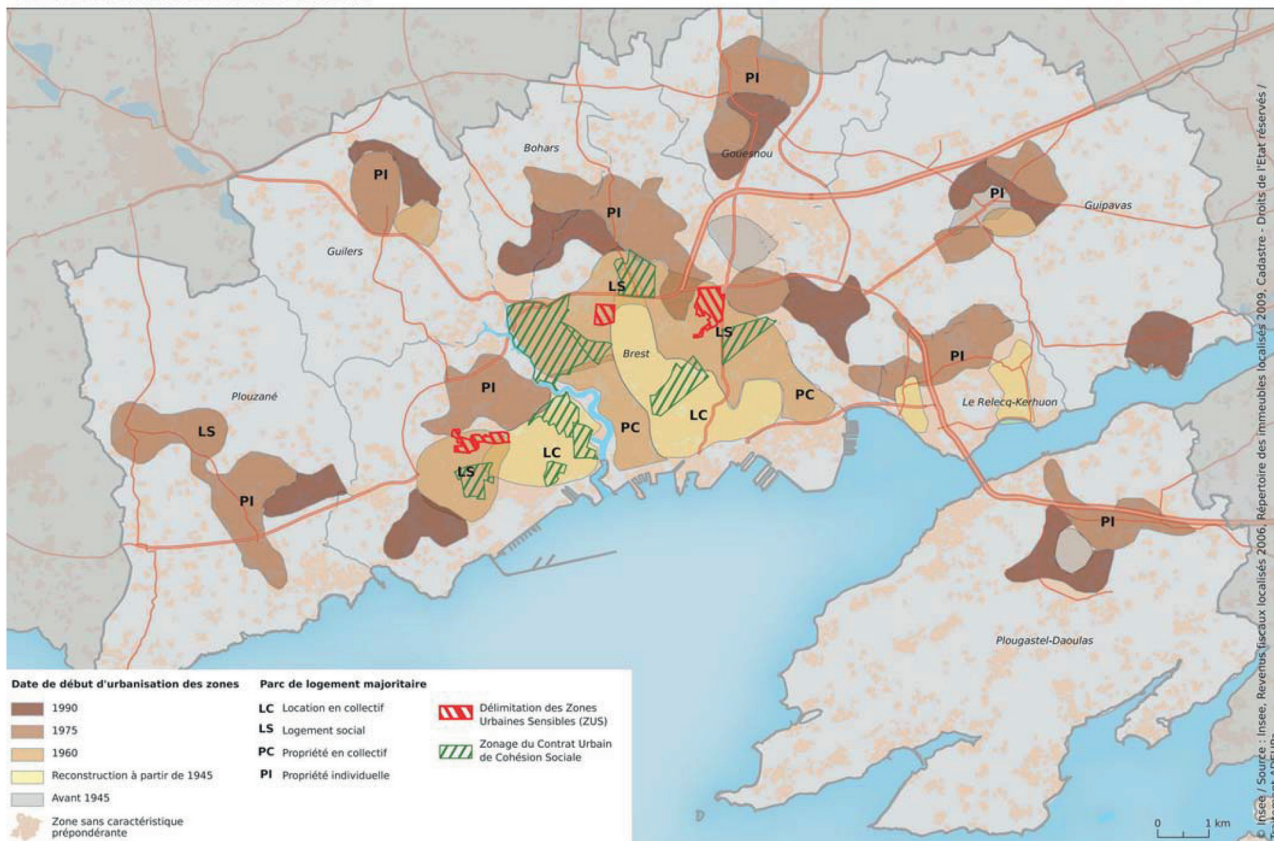 PI
Gouesnou
Bohars
PI
PI
PI
Guipavas
Guilers
LS
LS
Brest
PI
PI
Plouzané
Le Relecq-Kerhuon
PC
LS
LC
PC
LC
LS
PI
PI
Plougastel-Daoulas
Date de début d'urbanisation des zones
1990
1975
1960
Reconstruction à partir de 1945
Avant 1945
Zone sans caractéristique
prépondérante
Parc de logement majoritaire
LC Location en collectif
LS Logement social
PC Propriété en collectif
PI Propriété individuelle
Délimitation des Zones
Urbaines Sensibles (ZUS)
Zonage du Contrat Urbain
de Cohésion Sociale
0 1 km
© Insee / Source : Insee, Revenus fiscaux localisés 2006, Répertoire des immeubles localisés 2009, Cadastre - Droits de l'Etat réservés /